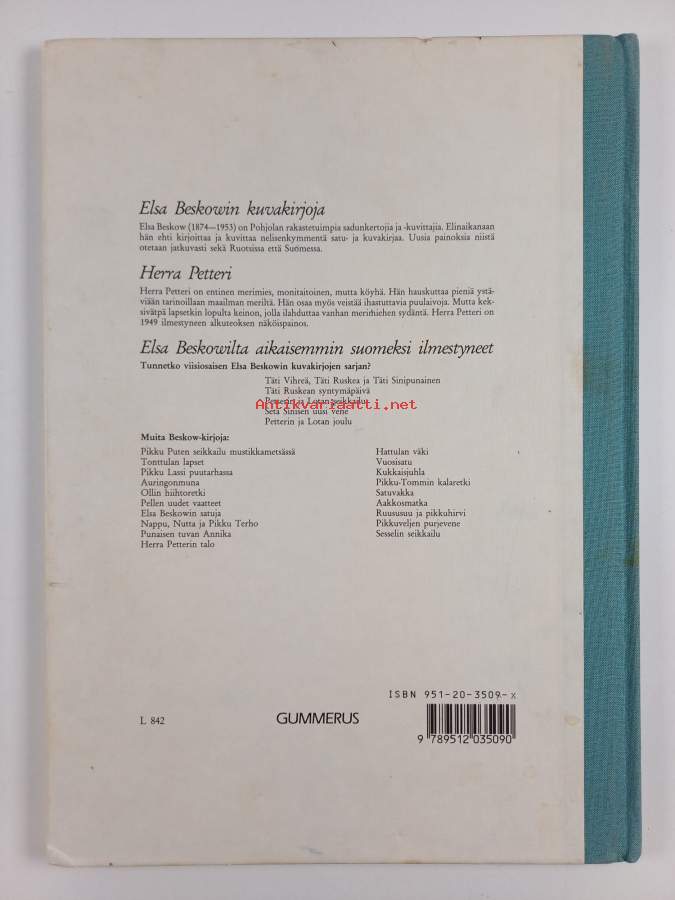 Elsa Beskowin kuvakirjoja
Elsa Beskow (1874—1953) on Pohjolan rakastetuimpia sadunkertojia ja -kuvittajia. Elinaikanaan
hän ehti kirjoittaa ja kuvittaa nelisenkymmentä satu- ja kuvakirjaa. Uusia painoksia niistä
otetaan jatkuvasti sekä Ruotsissa että Suomessa.
Herra Petteri
Herra Petteri on entinen merimies, monitaitoinen, mutta köyhä. Hän hauskuttaa pieniä ystä-
viään tarinoillaan maailman meriltä. Hän osaa myös veistää ihastuttavia puulaivoja. Mutta kek-
sivätpä lapsetkin lopulta keinon, jolla ilahduttaa vanhan merimiehen sydäntä. Herra Petteri on
1949 ilmestyneen alkuteoksen näköispainos.
Elsa Beskowilta aikaisemmin suomeksi ilmestyneet
Tunnetko viisiosaisen Elsa Beskowin kuvakirjojen sarjan?
Täti Vihreä, Täti Ruskea ja Täti Sinipunainen
Täti Ruskean syntymäpäivä
Petterin ja Lotan seikkailu
Antikvariaatti.net
Setä Sinisen uusi vene
Petterin ja Lotan joulu
Muita Beskow-kirjoja:
Pikku Puten seikkailu mustikkametsässä
Tonttulan lapset
Pikku Lassi puutarhassa
Auringonmuna
Ollin hiihtoretki
Pellen uudet vaatteet
Elsa Beskowin satuja
Nappu, Nutta ja Pikku Terho
Punaisen tuvan Annika
Herra Petterin talo
Hattulan väki
Vuosisatu
Kukkaisjuhla
Pikku-Tommin kalaretki
Satuvakka
Aakkosmatka
Ruususuu ja pikkuhirvi
Pikkuveljen purjevene
Sesselin seikkailu
ISBN 951-20-3509-x
L 842
GUMMERUS
9 789512 035090